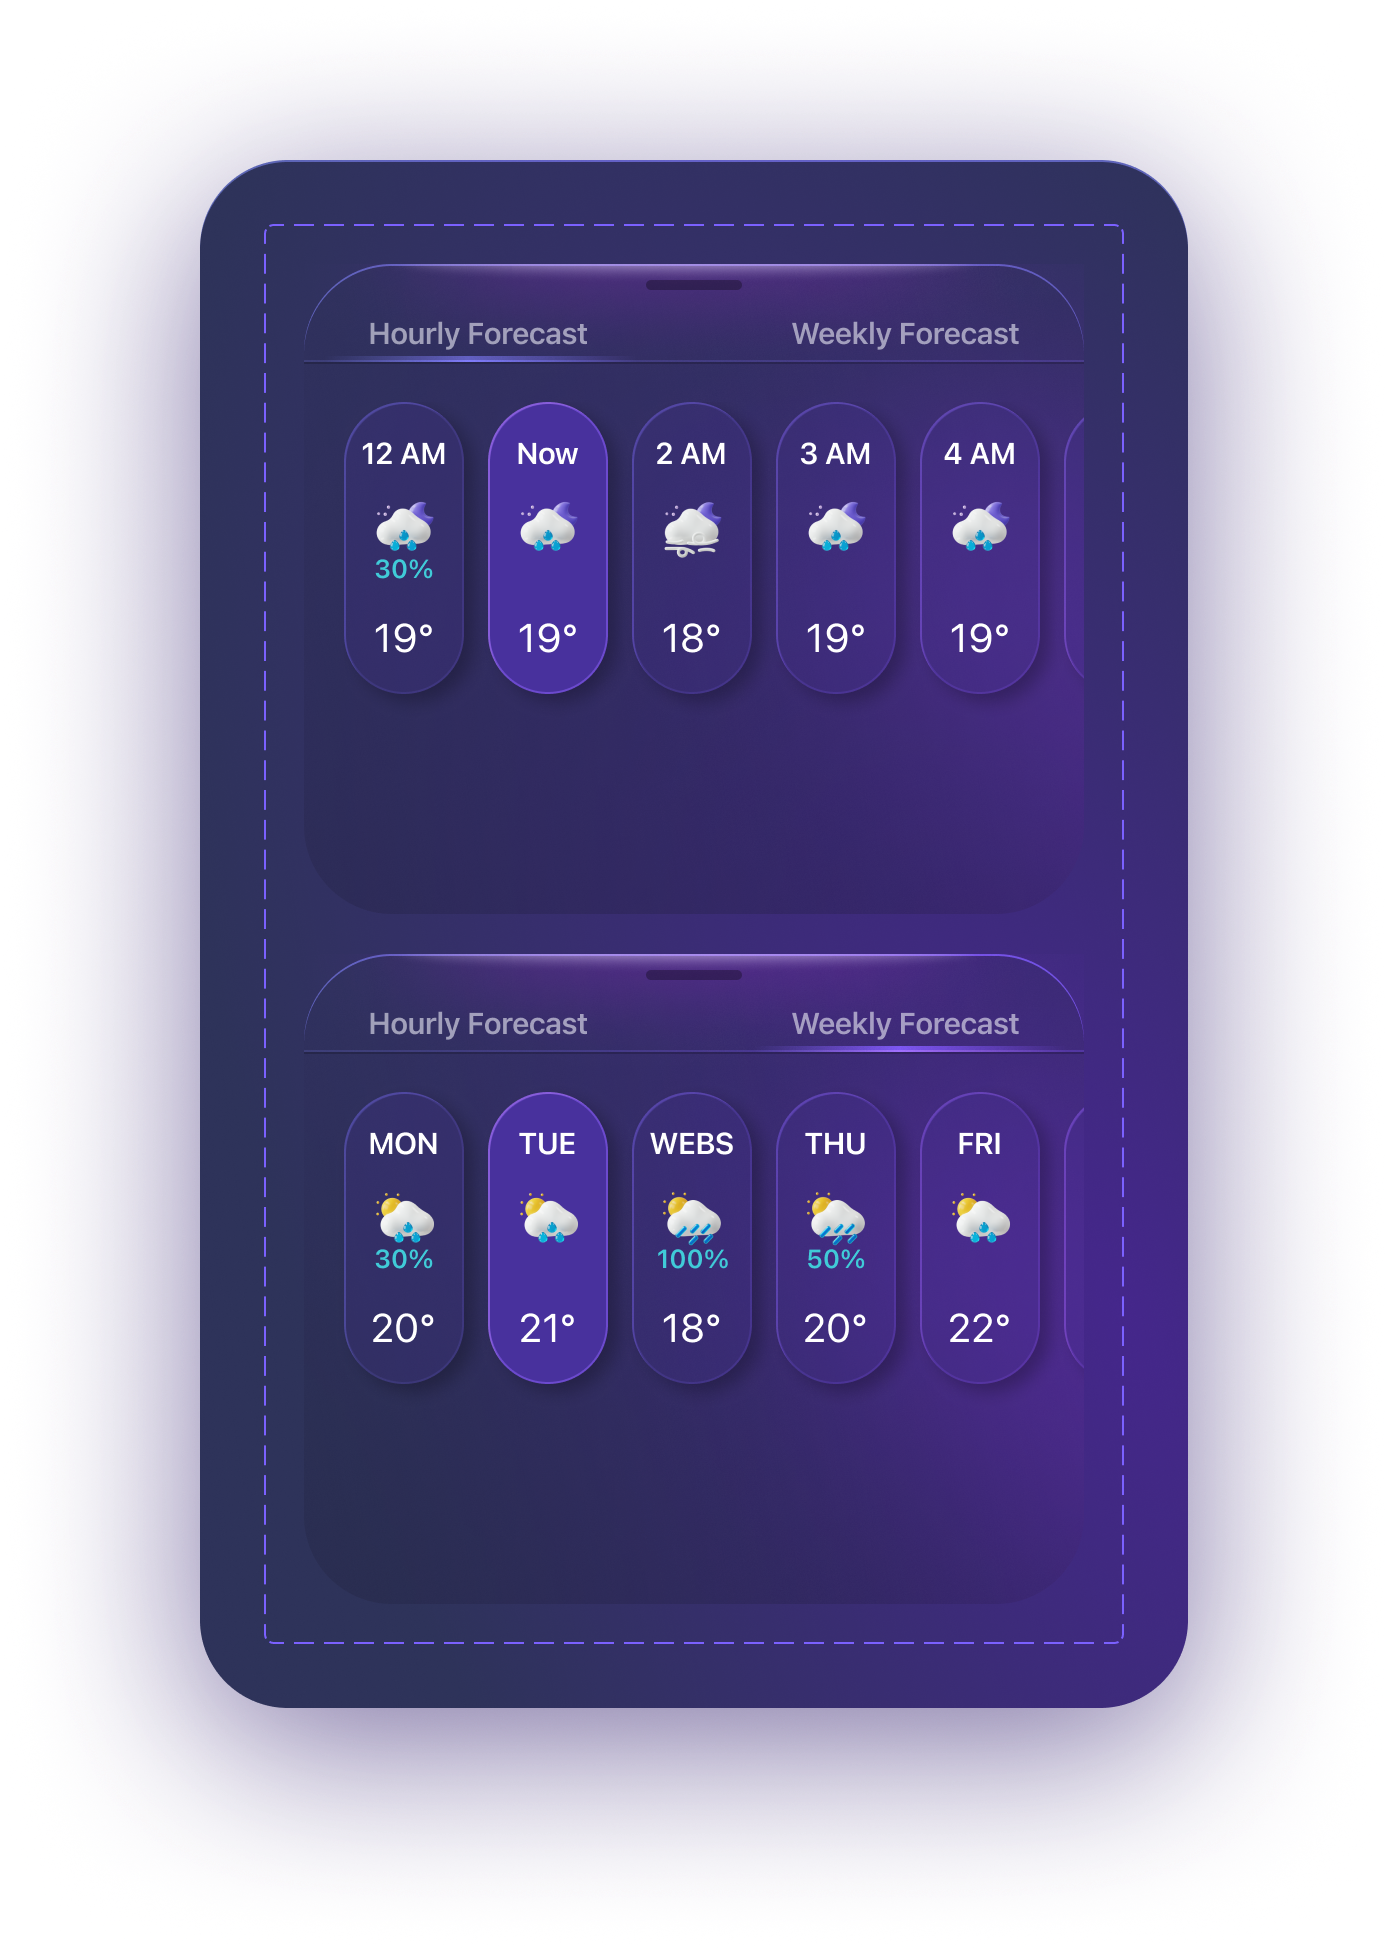 Hourly Forecast Weekly Forecast
12 AM Now 2 AM 3 AM 4 AM
30%
19° 19° 18° 19° 19°
Hourly Forecast Weekly Forecast
MON TUE WEBS THU FRI
30% 100% 50%
20° 21° 18° 20° 22°